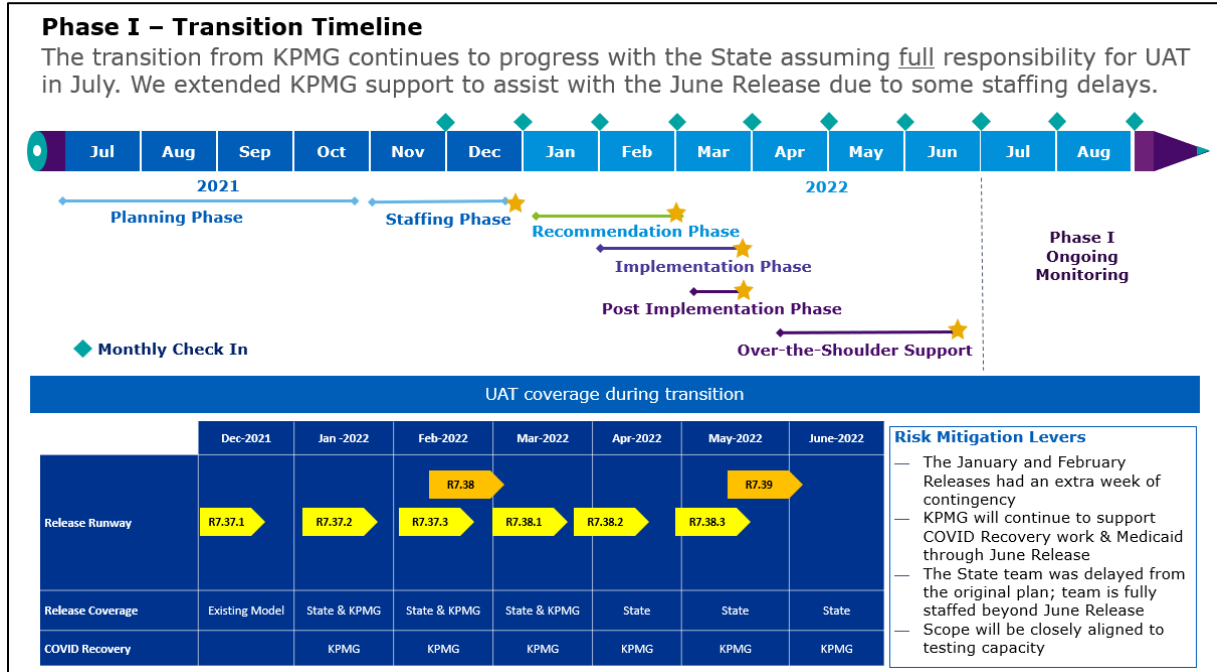 Phase I – Transition Timeline
The transition from KPMG continues to progress with the State assuming full responsibility for UAT
in July. We extended KPMG support to assist with the June Release due to some staffing delays.
Jul Aug Sep Oct Nov Dec Jan Feb Mar Apr May Jun Jul Aug
2021 2022
Planning Phase
Staffing Phase
Recommendation Phase
Implementation Phase
Post Implementation Phase
Over-the-Shoulder Support
Phase I
Ongoing
Monitoring
Monthly Check In
UAT coverage during transition
Dec-2021 Jan -2022 Feb-2022 Mar-2022 Apr-2022 May-2022 June-2022
R7.38 R7.39
Release Runway R7.37.1 R7.37.2 R7.37.3 R7.38.1 R7.38.2 R7.38.3
Release Coverage Existing Model State & KPMG State & KPMG State & KPMG State State State
COVID Recovery KPMG KPMG KPMG KPMG KPMG KPMG
Risk Mitigation Levers
— The January and February
Releases had an extra week of
contingency
— KPMG will continue to support
COVID Recovery work & Medicaid
through June Release
— The State team was delayed from
the original plan; team is fully
staffed beyond June Release
— Scope will be closely aligned to
testing capacity